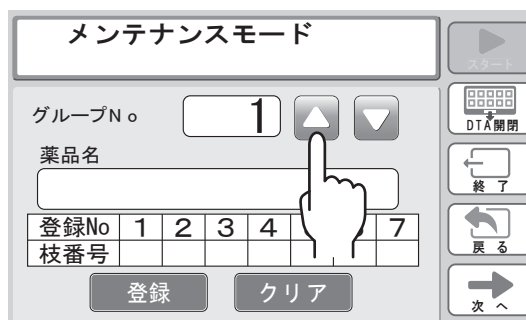 メンテナンスモード
スタート
グループNo
1
DTA開閉
薬品名
終 了
登録No 1 2 3 4 7
枝番号
戻 る
登録
クリア
次 へ